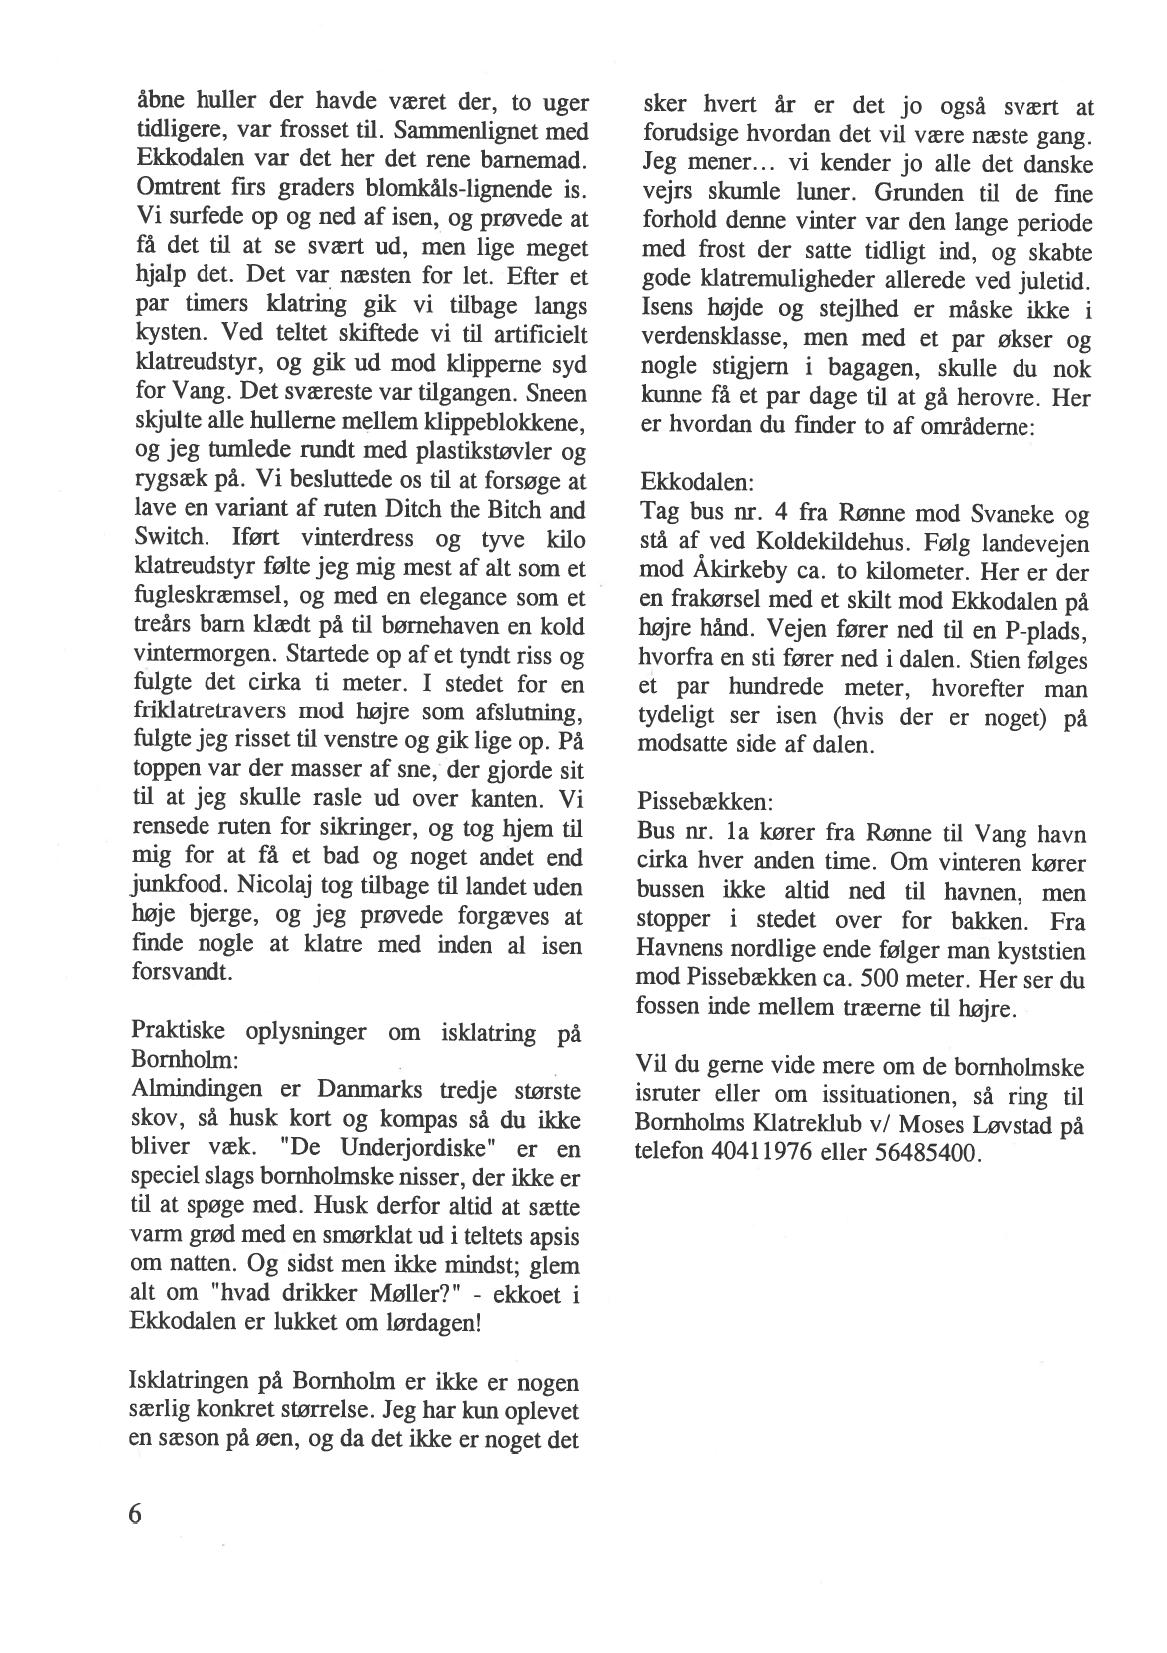 åbne huller der havde været der, to uger
tidligere, var frosset til. Sammenlignet med
Ekkodalen var det her det rene barnemad.
Omtrent firs graders blomkåls-lignende is.
Vi surfede op og ned af isen, og prøvede at
få det til at se svært ud, men lige meget
hjalp det. Det var næsten for let. Efter et
par timers klatring gik vi tilbage langs
kysten. Ved teltet skiftede vi til artificielt
klatreudstyr, og gik ud mod klipperne syd
for Vang. Det sværeste var tilgangen. Sneen
skjulte alle hullerne mellem klippeblokkene,
og jeg tumlede rundt med plastikstøvler og
rygsæk på. Vi besluttede os til at forsøge at
lave en variant af ruten Ditch the Bitch and
Switch. Iført vinterdress og tyve kilo
klatreudstyr følte jeg mig mest af alt som et
fugleskræmsel, og med en elegance som et
treårs barn klædt på til børnehaven en kold
vintermorgen. Startede op af et tyndt riss og
fulgte det cirka ti meter. I stedet for en
friklatretravers mod højre som afslutning,
fulgte jeg risset til venstre og gik lige op. På
toppen var der masser af sne, der gjorde sit
til at jeg skulle rasle ud over kanten. Vi
rensede ruten for sikringer, og tog hjem til
mig for at få et bad og noget andet end
junkfood. Nicolaj tog tilbage til landet uden
høje bjerge, og jeg prøvede forgæves at
finde nogle at klatre med inden al isen
forsvandt.

Praktiske oplysninger om isklatring på
Bornholm:
Almindingen er Danmarks tredje største
skov, så husk kort og kompas så du ikke
bliver væk. "De Underjordiske" er en
speciel slags bornholmske nisser, der ikke er
til at spøge med. Husk derfor altid at sætte
varm grød med en smørklat ud i teltets apsis
om natten. Og sidst men ikke mindst; glem
alt om "hvad drikker Møller?" - ekkoet i
Ekkodalen er lukket om lørdagen!

Isklatringen på Bornholm er ikke er nogen
særlig konkret størrelse. Jeg har kun oplevet
en sæson på øen, og da det ikke er noget det
sker hvert år er det jo også svært at
forudsige hvordan det vil være næste gang.
Jeg mener... vi kender jo alle det danske
vejrs skumle luner. Grunden til de fine
forhold denne vinter var den lange periode
med frost der satte tidligt ind, og skabte
gode klatremuligheder allerede ved juletid.
Isens højde og stejlhed er måske ikke i
verdensklasse, men med et par økser og
nogle stigjern i bagagen, skulle du nok
kunne få et par dage til at gå herovre. Her
er hvordan du finder to af områderne:

Ekkodalen:
Tag bus nr. 4 fra Rønne mod Svaneke og
stå af ved Koldekildehus. Følg landevejen
mod Åkirkeby ca. to kilometer. Her er der
en frakørsel med et skilt mod Ekkodalen på
højre hånd. Vejen fører ned til en P-plads,
hvorfra en sti fører ned i dalen. Stien følges
et par hundrede meter, hvorefter man
tydeligt ser isen (hvis der er noget) på
modsatte side af dalen.

Pissebækken:
Bus nr. 1a kører fra Rønne til Vang havn
cirka hver anden time. Om vinteren kører
bussen ikke altid ned til havnen, men
stopper i stedet over for bakken. Fra
Havnens nordlige ende følger man kyststien
mod Pissebækken ca. 500 meter. Her ser du
fossen inde mellem træerne til højre.

Vil du gerne vide mere om de bornholmske
isruter eller om issituationen, så ring til
Bornholms Klatreklub v/ Moses Løvstad på
telefon 40411976 eller 56485400.

6